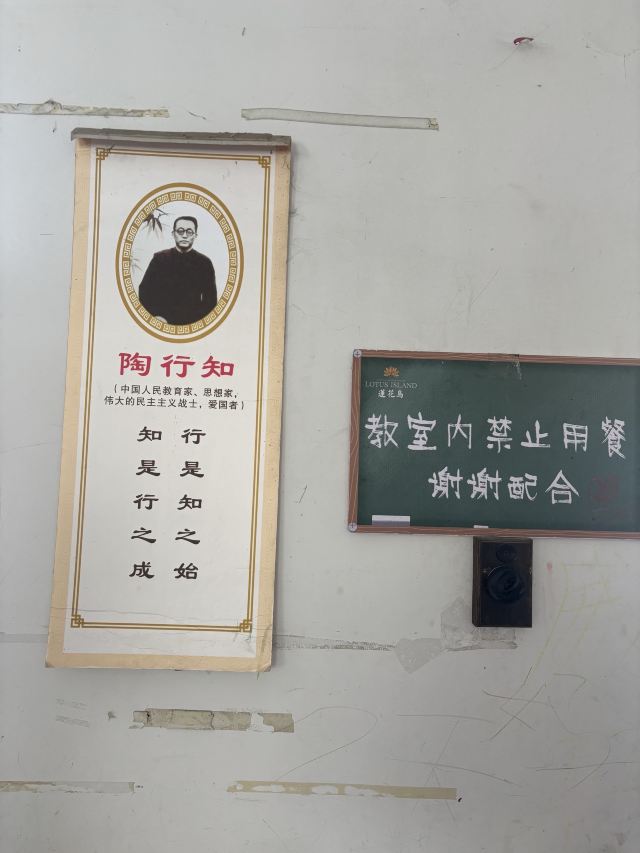 陶行知
（中国人民教育家、思想家，
伟大的民主主义战士，爱国者）
行是知之始
知是行之成
LOTUS ISLAND
莲花岛
教室内禁止用餐
谢谢配合